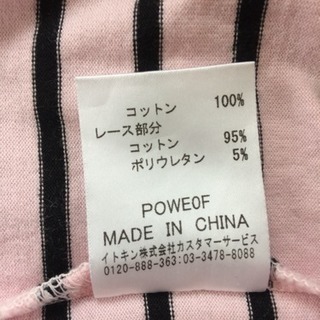 コットン 100%
レース部分
コットン 95%
ポリウレタン 5%
POWEOF
MADE IN CHINA
イトキン株式会社カスタマーサービス
0120-888-363:03-3478-8088